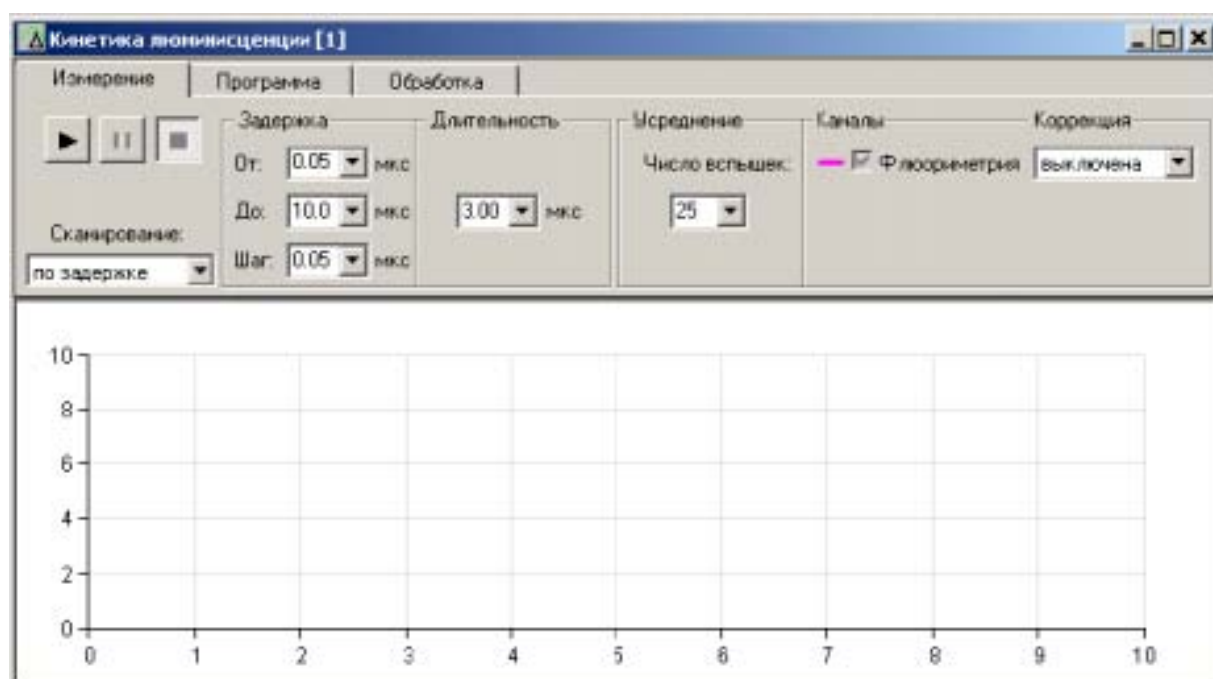 Кинетика люминисценции [1]
Измерение Программа Обработка
Задержка Длительность Усреднение Каналы Коррекция
От: 0.05 мкс Число вспышек: Флюориметрия выключена
До: 10.0 мкс 3.00 мкс 25
Сканирование:
по задержке Шаг: 0.05 мкс
10
8
6
4
2
0
0 1 2 3 4 5 6 7 8 9 10